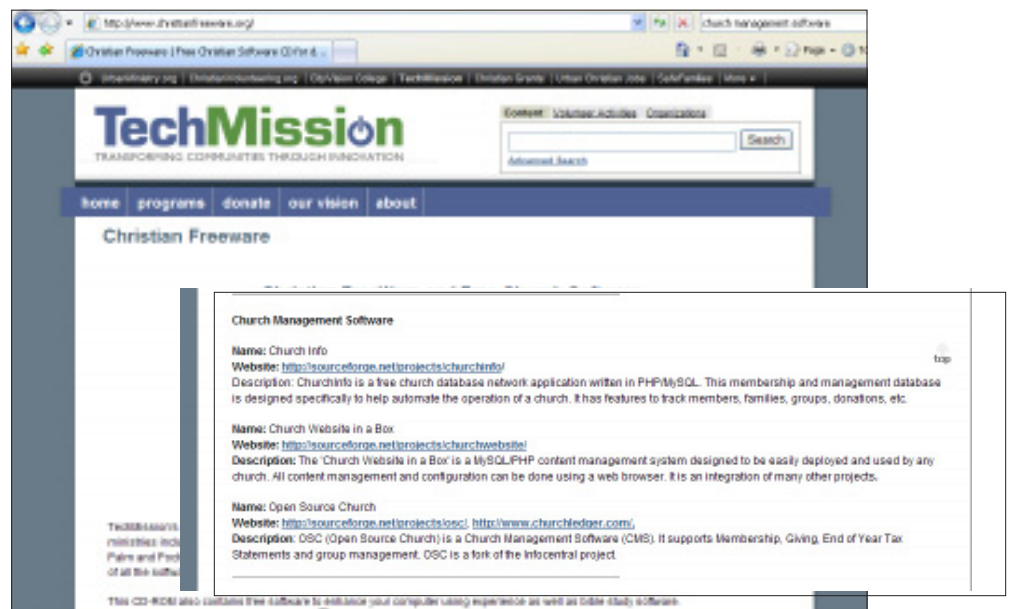 church management software
Christian Freeware | Free Christian Software CD for d...
Page
UrbanMinistry.org | ChristianVolunteering.org | City Vision College | TechMission | Christian Grants | Urban Christian Jobs | SafeFamilies | More
TechMission
TRANSFORMING COMMUNITIES THROUGH INNOVATION
Content Volunteer Activities Organizations
Search
Advanced Search
home programs donate our vision about
Christian Freeware
Church Management Software
Name: Church Info
Website: http://sourceforge.net/projects/churchinfo/
top
Description: ChurchInfo is a free church database network application written in PHP/MySQL. This membership and management database
is designed specifically to help automate the operation of a church. It has features to track members, families, groups, donations, etc.
Name: Church Website in a Box
Website: http://sourceforge.net/projects/churchwebsite/
Description: The 'Church Website in a Box' is a MySQL/PHP content management system designed to be easily deployed and used by any
church. All content management and configuration can be done using a web browser. It is an integration of many other projects.
Name: Open Source Church
Website: http://sourceforge.net/projects/osc/, http://www.churchledger.com/,
Description: OSC (Open Source Church) is a Church Management Software (CMS). It supports Membership, Giving, End of Year Tax
Statements and group management. OSC is a fork of the Infocentral project.
TechMission's
ministries
Palm and
of all the
This CD-ROM also contains free software to enhance your computer using experience as well as bible study software.